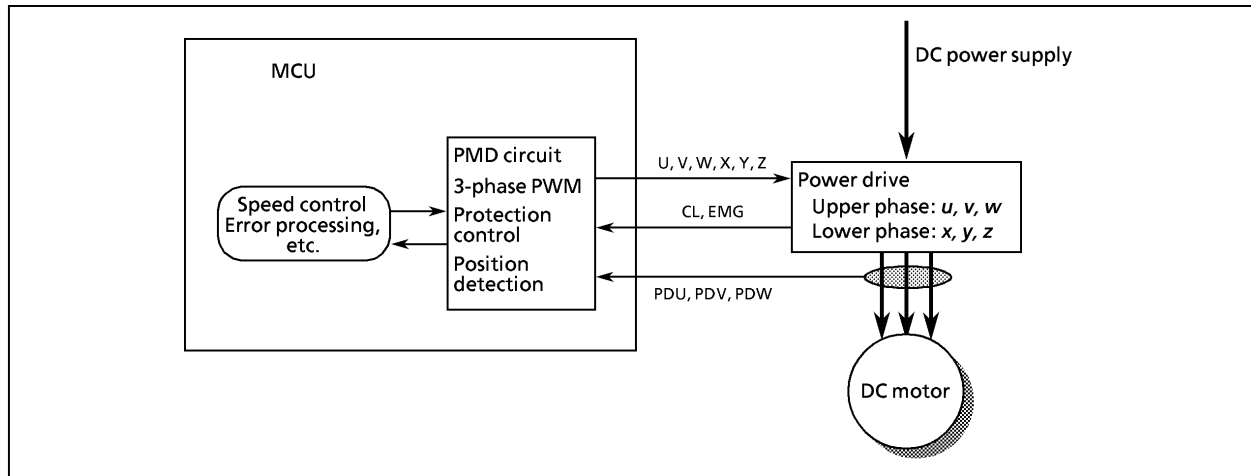 MCU
DC power supply
PMD circuit
3-phase PWM
Protection
control
Position
detection
Speed control
Error processing,
etc.
U, V, W, X, Y, Z
CL, EMG
PDU, PDV, PDW
Power drive
Upper phase: u, v, w
Lower phase: x, y, z
DC motor